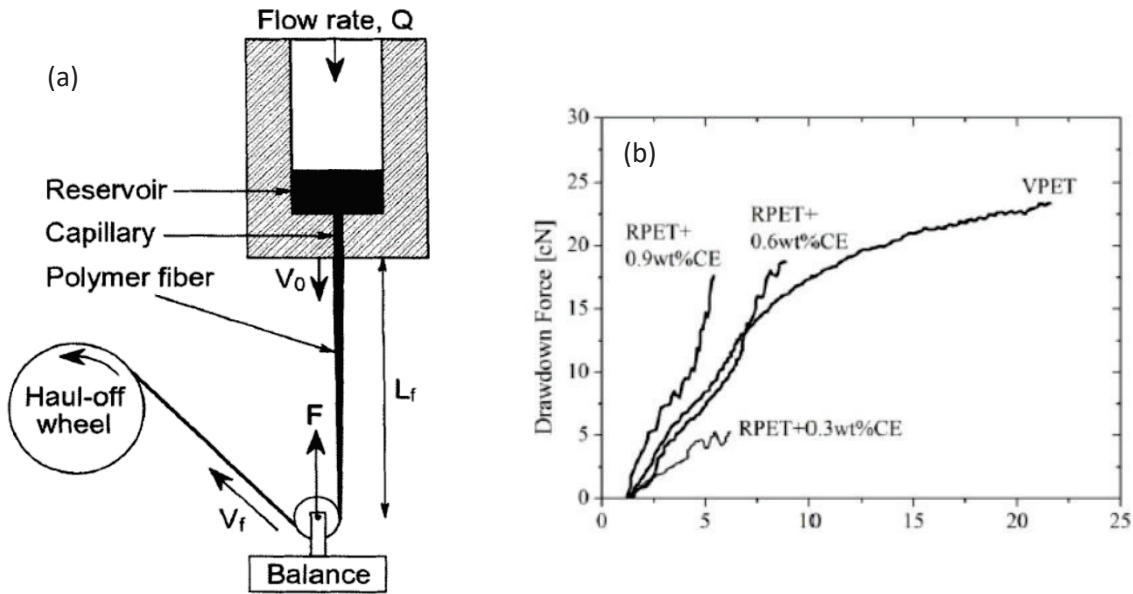 Flow rate, Q
(a)
Reservoir
Capillary
Polymer fiber
V₀
Haul-off
wheel
L_f
F
V_f
Balance
(b)
Drawdown Force [cN]
30
25
20
15
10
5
0
VPET
RPET+
0.6wt%CE
RPET+
0.9wt%CE
RPET+0.3wt%CE
0
5
10
15
20
25